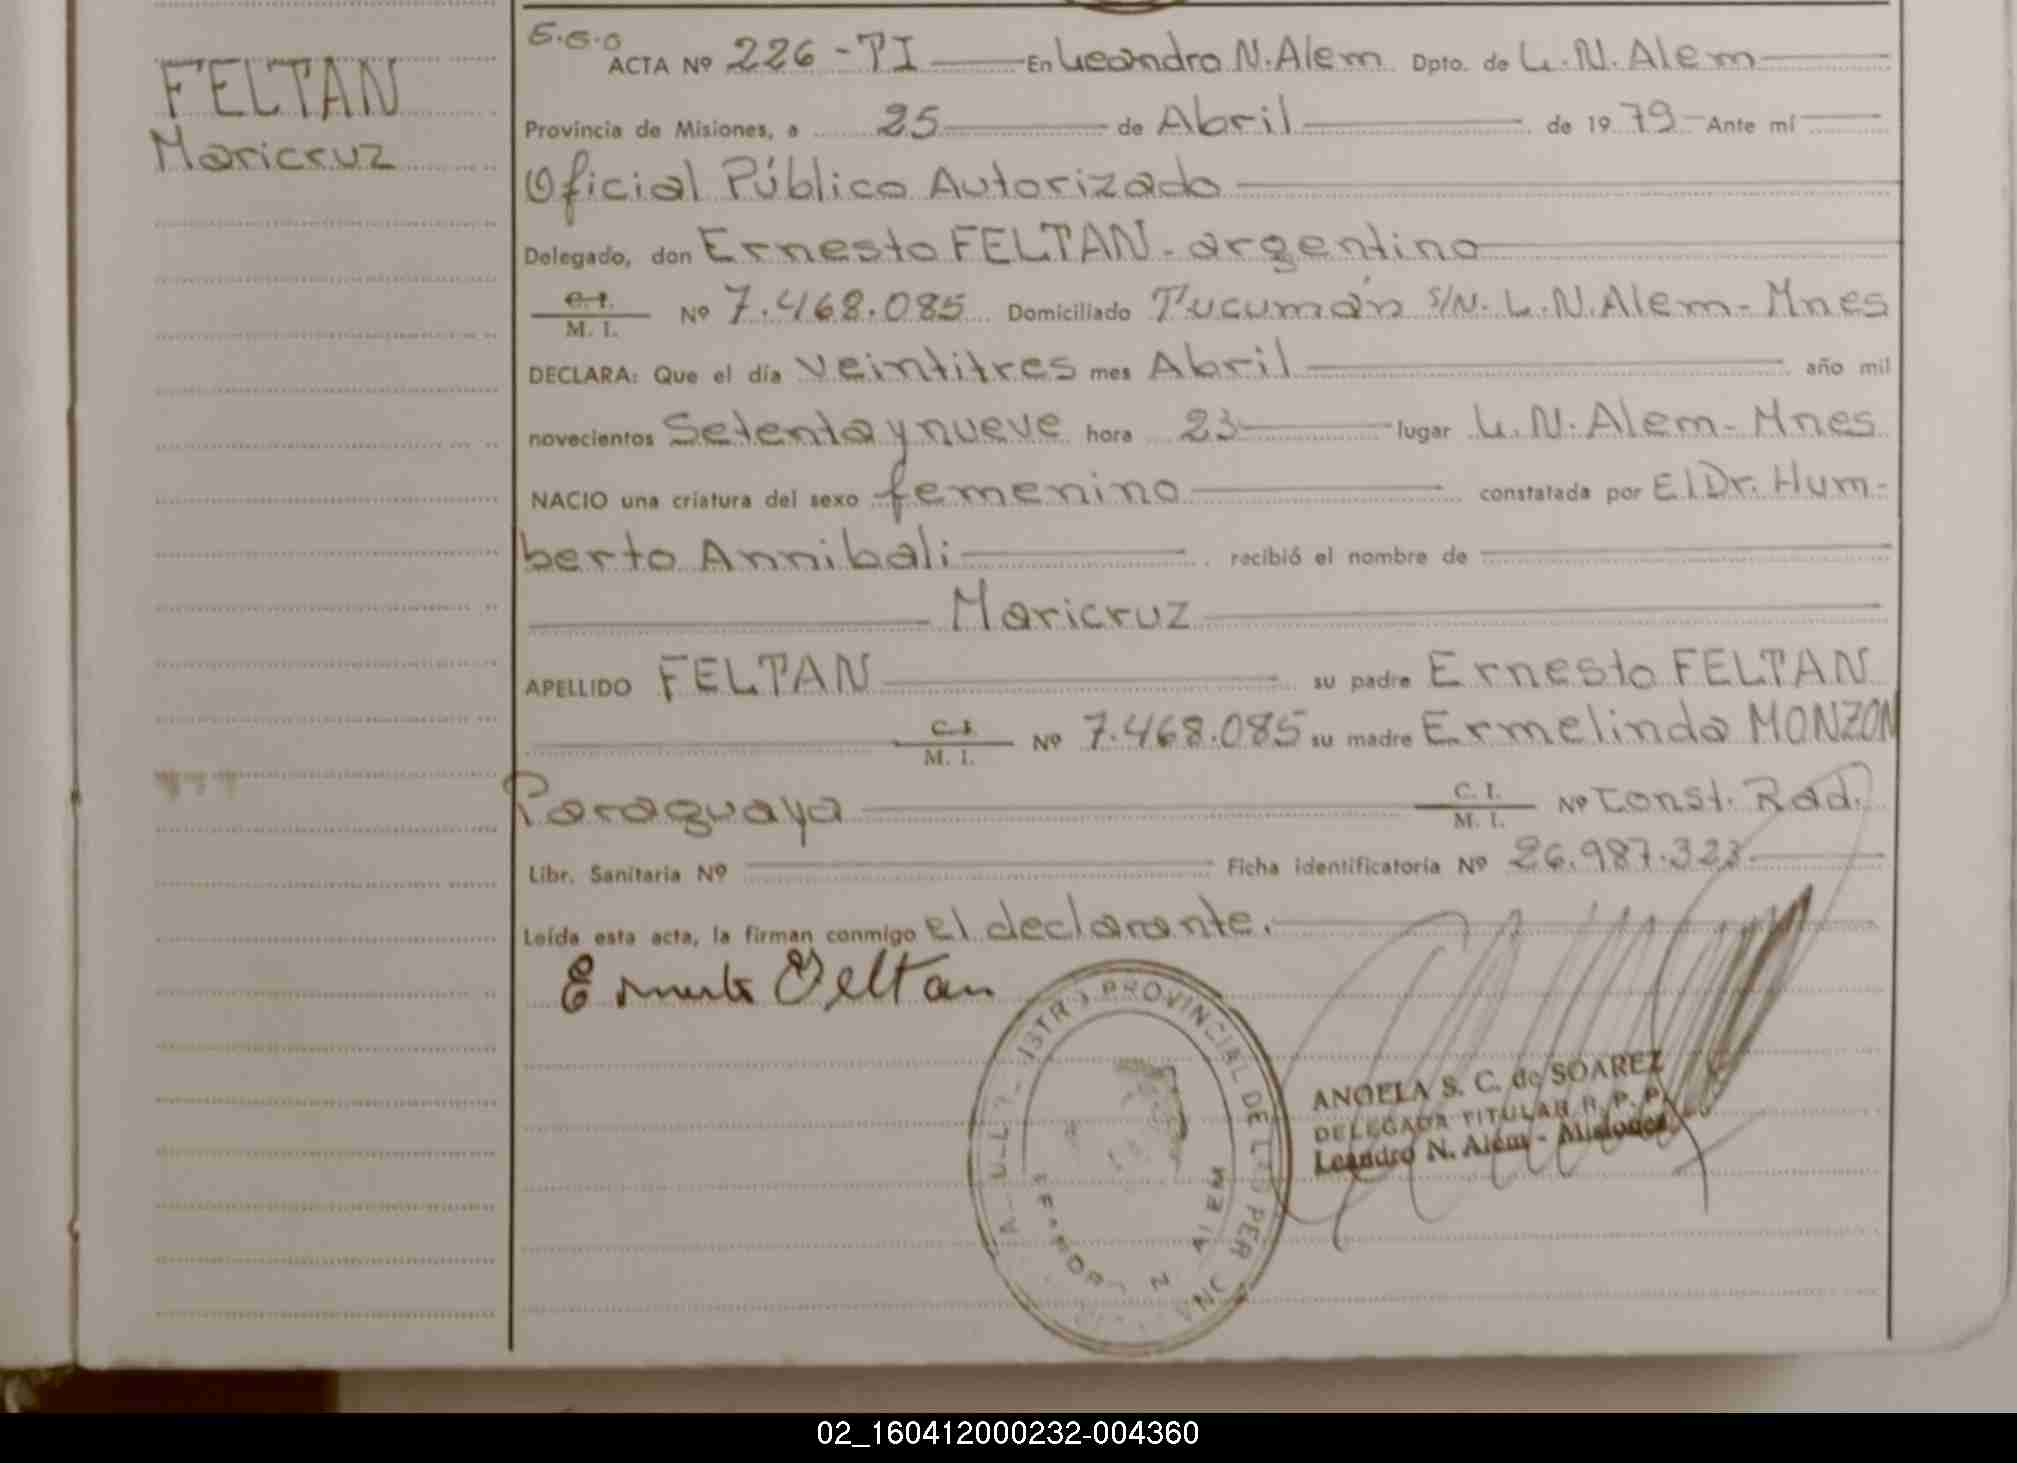 FELTAN
Maricruz
G.G.O
ACTA Nº 226 - TI En Leandro N. Alem Dpto. de L. N. Alem
Provincia de Misiones, a 25 de Abril de 19 79 Ante mí
Oficial Público Autorizado
Delegado, don Ernesto FELTAN - argentino
C. I.
M. I. Nº 7.468.085 Domiciliado Tucumán S/N. L. N. Alem - Mnes
DECLARA: Que el día veintitres mes Abril año mil
novecientos Setenta y nueve hora 23 lugar L. N. Alem - Mnes
NACIO una criatura del sexo femenino constatada por El Dr. Hum-
berto Annibali recibió el nombre de
Maricruz
APELLIDO FELTAN su padre Ernesto FELTAN
C. I.
M. I. Nº 7.468.085 su madre Ermelinda MONZON
Paraguaya C. I.
M. I. Nº Const. Rad.
Libr. Sanitaria Nº Ficha identificatoria Nº 26.987.323
Leída esta acta, la firman conmigo el declarante.
Ernesto Feltan
PROVINCIAL DE
ANGELA S. C. de SOAREZ
DELEGADA TITULAR R. P. P.
Leandro N. Alem - Misiones
02_160412000232-004360